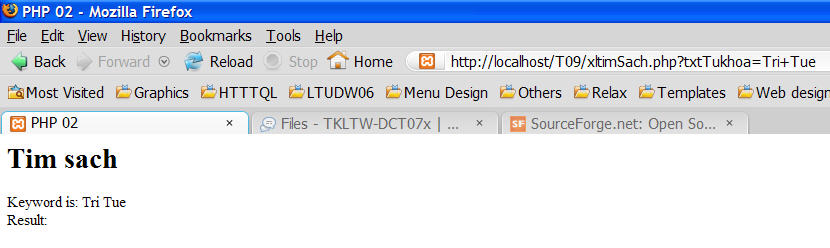 PHP 02 - Mozilla Firefox
File Edit View History Bookmarks Tools Help
Back Forward Reload Stop Home http://localhost/T09/xltimSach.php?txtTukhoa=Tri+Tue
Most Visited Graphics HTTTQL LTUDW06 Menu Design Others Relax Templates Web design
PHP 02 × Files - TKLTW-DCT07x | ... × SF SourceForge.net: Open So... ×
Tim sach
Keyword is: Tri Tue
Result: